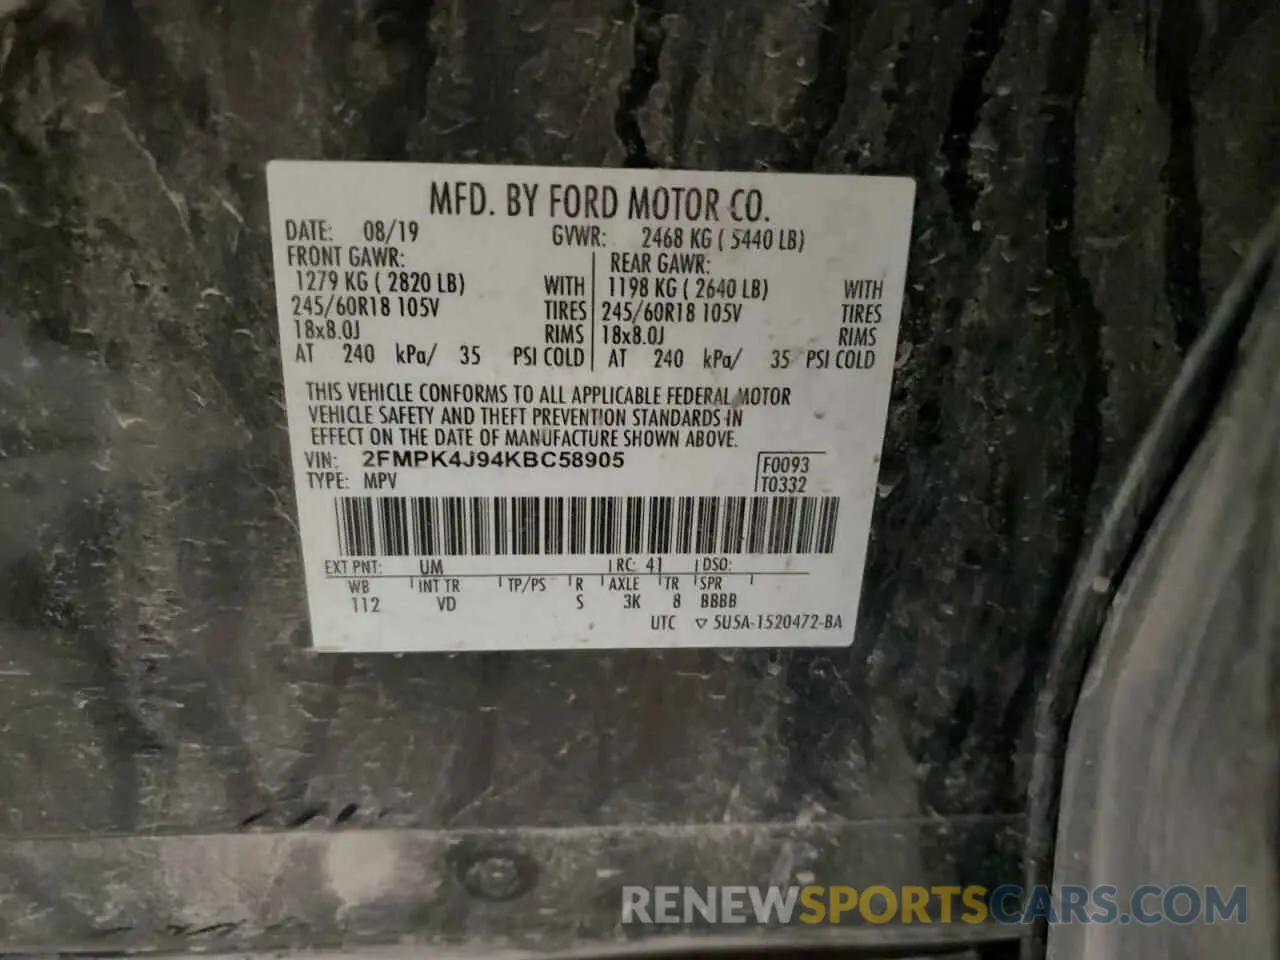 MFD. BY FORD MOTOR CO.
DATE: 08/19 GVWR: 2468 KG ( 5440 LB)
FRONT GAWR: REAR GAWR:
1279 KG ( 2820 LB) WITH 1198 KG ( 2640 LB) WITH
245/60R18 105V TIRES 245/60R18 105V TIRES
18x8.0J RIMS 18x8.0J RIMS
AT 240 kPa/ 35 PSI COLD AT 240 kPa/ 35 PSI COLD
THIS VEHICLE CONFORMS TO ALL APPLICABLE FEDERAL MOTOR
VEHICLE SAFETY AND THEFT PREVENTION STANDARDS IN
EFFECT ON THE DATE OF MANUFACTURE SHOWN ABOVE.
VIN: 2FMPK4J94KBC58905 F0093
TYPE: MPV T0332
EXT PNT: UM RC: 41 DSO:
WB INT TR TP/PS R AXLE TR SPR
112 VD S 3K 8 BBBB
UTC ▽ 5U5A-1520472-BA
RENEWSPORTSCARS.COM